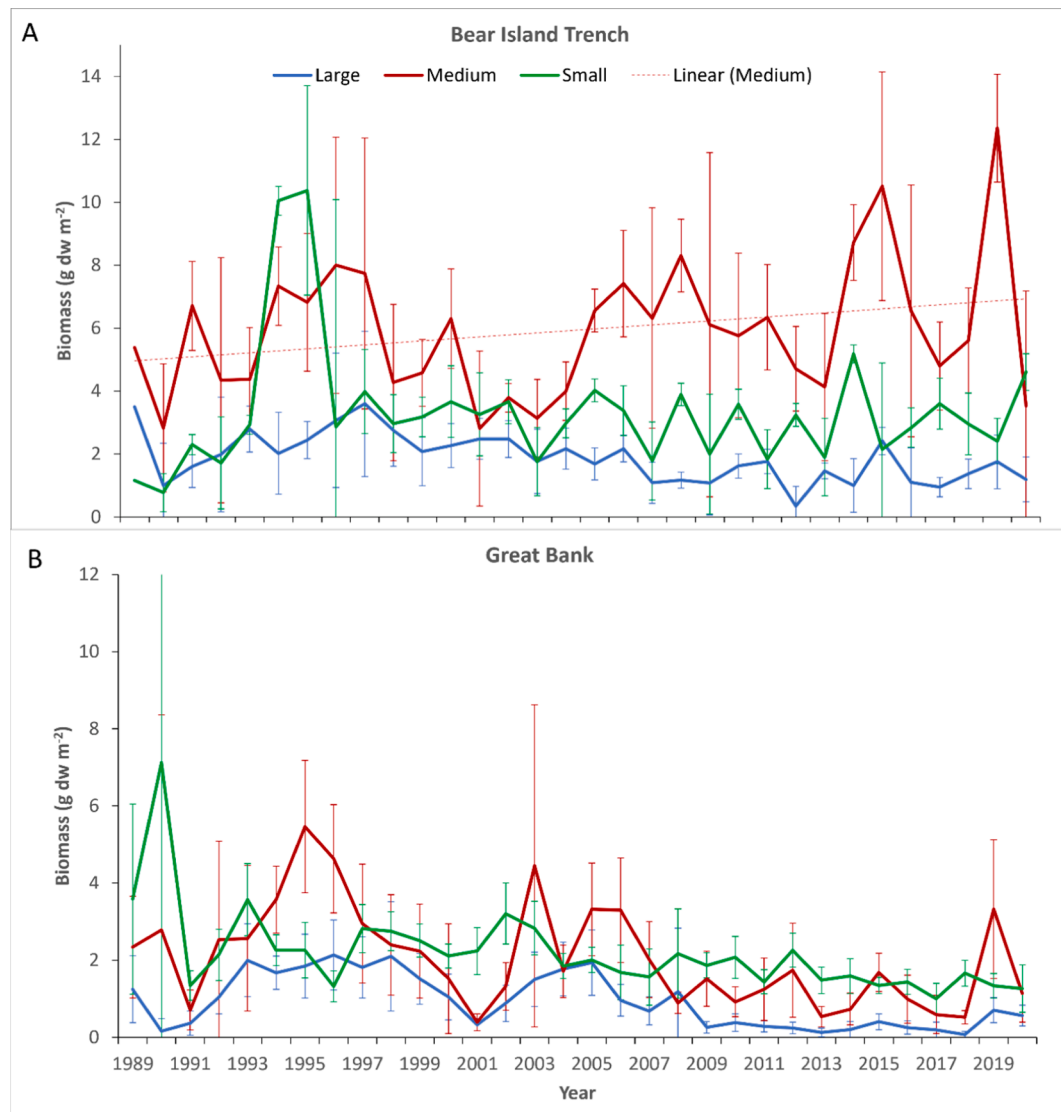 A
Bear Island Trench
Large Medium Small Linear (Medium)
Biomass (g dw m⁻²)
14
12
10
8
6
4
2
0
B
Great Bank
Biomass (g dw m⁻²)
12
10
8
6
4
2
0
1989 1991 1993 1995 1997 1999 2001 2003 2005 2007 2009 2011 2013 2015 2017 2019
Year